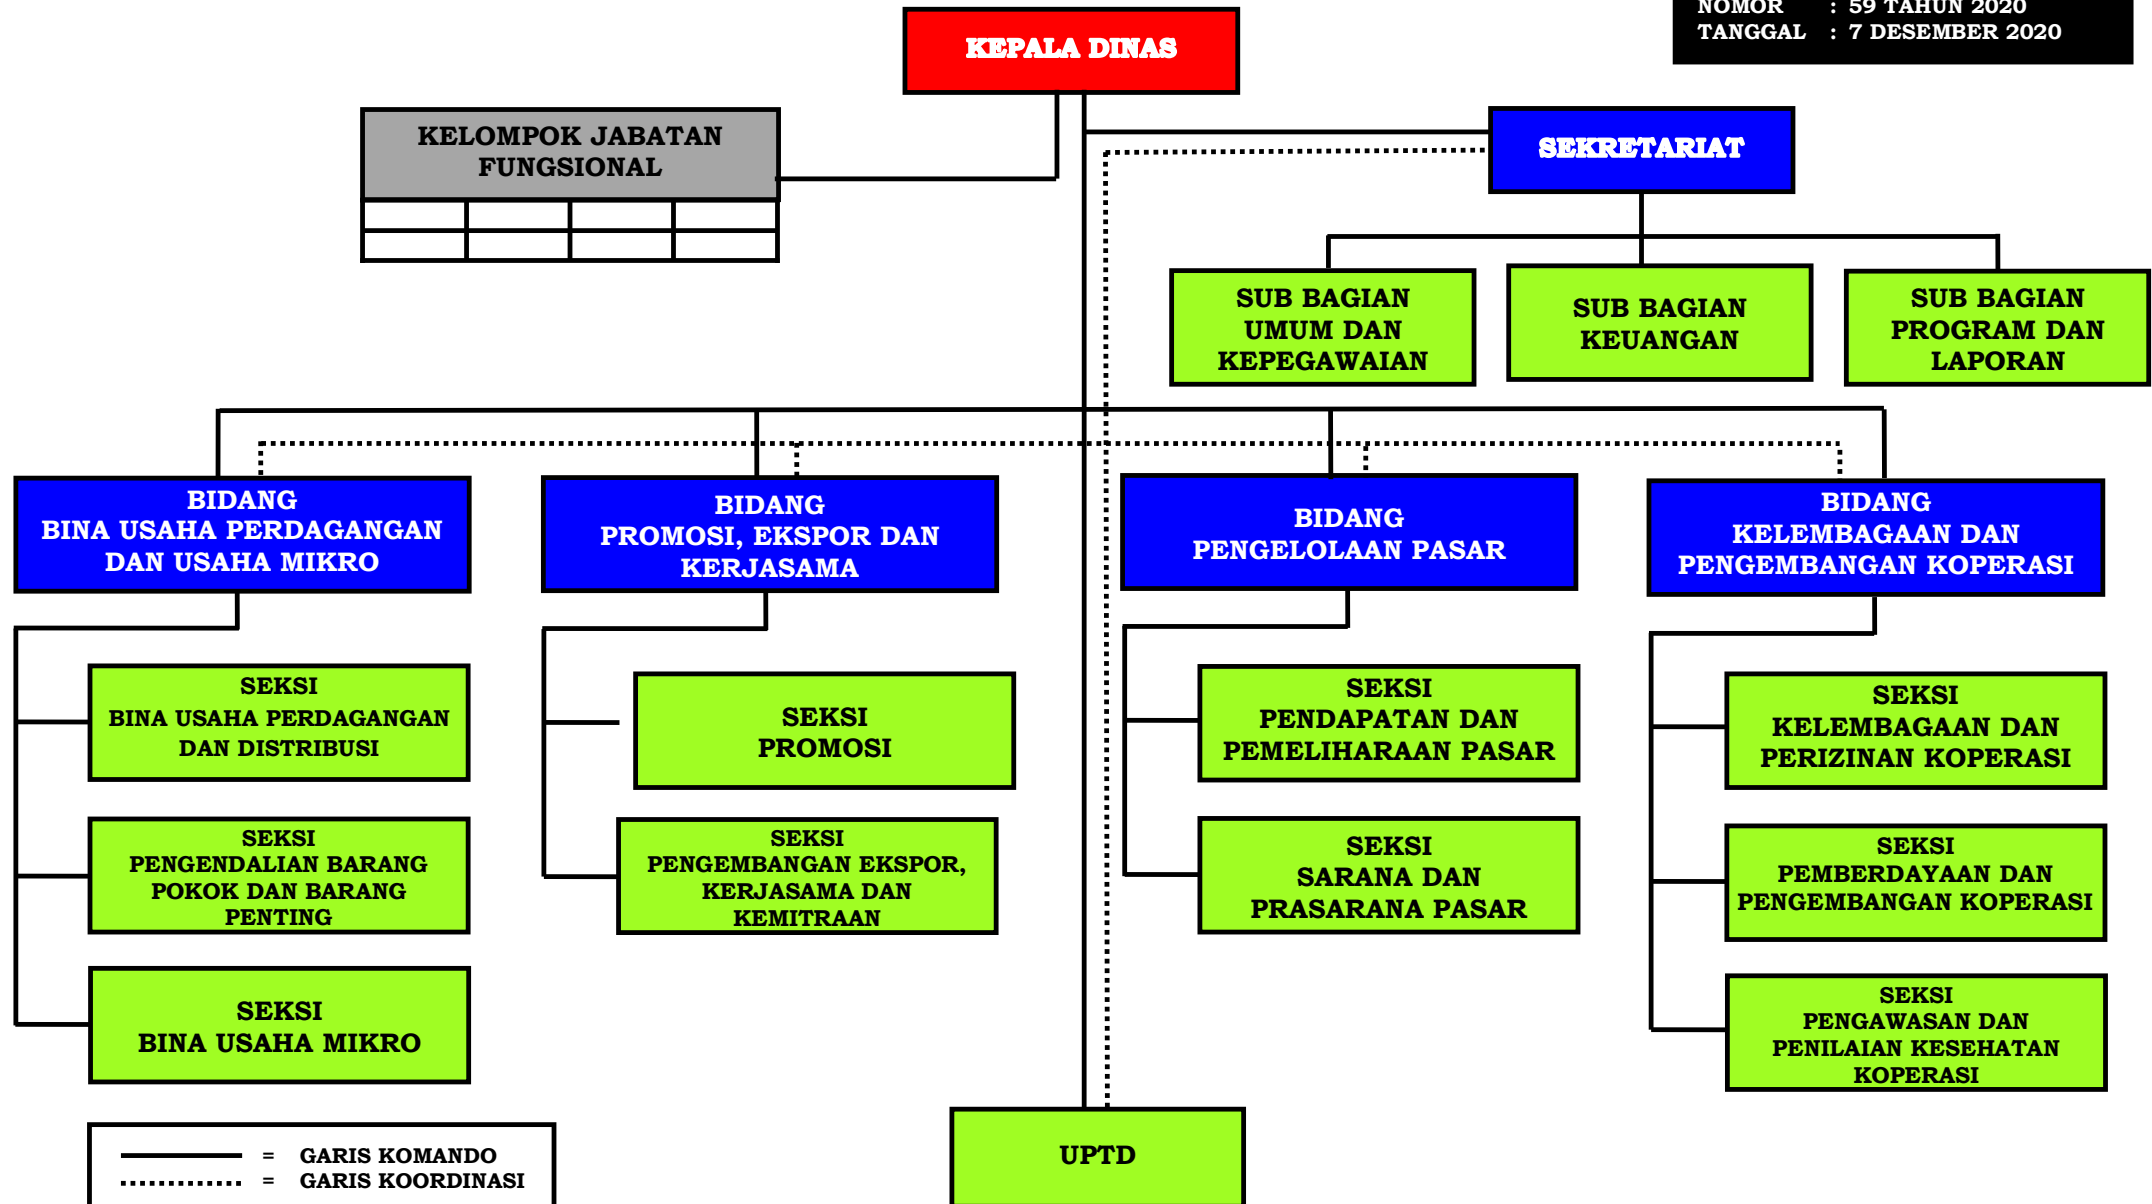 NOMOR : 59 TAHUN 2020
TANGGAL : 7 DESEMBER 2020
KEPALA DINAS
KELOMPOK JABATAN
FUNGSIONAL
SEKRETARIAT
SUB BAGIAN
UMUM DAN
KEPEGAWAIAN
SUB BAGIAN
KEUANGAN
SUB BAGIAN
PROGRAM DAN
LAPORAN
BIDANG
BINA USAHA PERDAGANGAN
DAN USAHA MIKRO
BIDANG
PROMOSI, EKSPOR DAN
KERJASAMA
BIDANG
PENGELOLAAN PASAR
BIDANG
KELEMBAGAAN DAN
PENGEMBANGAN KOPERASI
SEKSI
BINA USAHA PERDAGANGAN
DAN DISTRIBUSI
SEKSI
PROMOSI
SEKSI
PENDAPATAN DAN
PEMELIHARAAN PASAR
SEKSI
KELEMBAGAAN DAN
PERIZINAN KOPERASI
SEKSI
PENGENDALIAN BARANG
POKOK DAN BARANG
PENTING
SEKSI
PENGEMBANGAN EKSPOR,
KERJASAMA DAN
KEMITRAAN
SEKSI
SARANA DAN
PRASARANA PASAR
SEKSI
PEMBERDAYAAN DAN
PENGEMBANGAN KOPERASI
SEKSI
BINA USAHA MIKRO
SEKSI
PENGAWASAN DAN
PENILAIAN KESEHATAN
KOPERASI
UPTD
= GARIS KOMANDO
= GARIS KOORDINASI